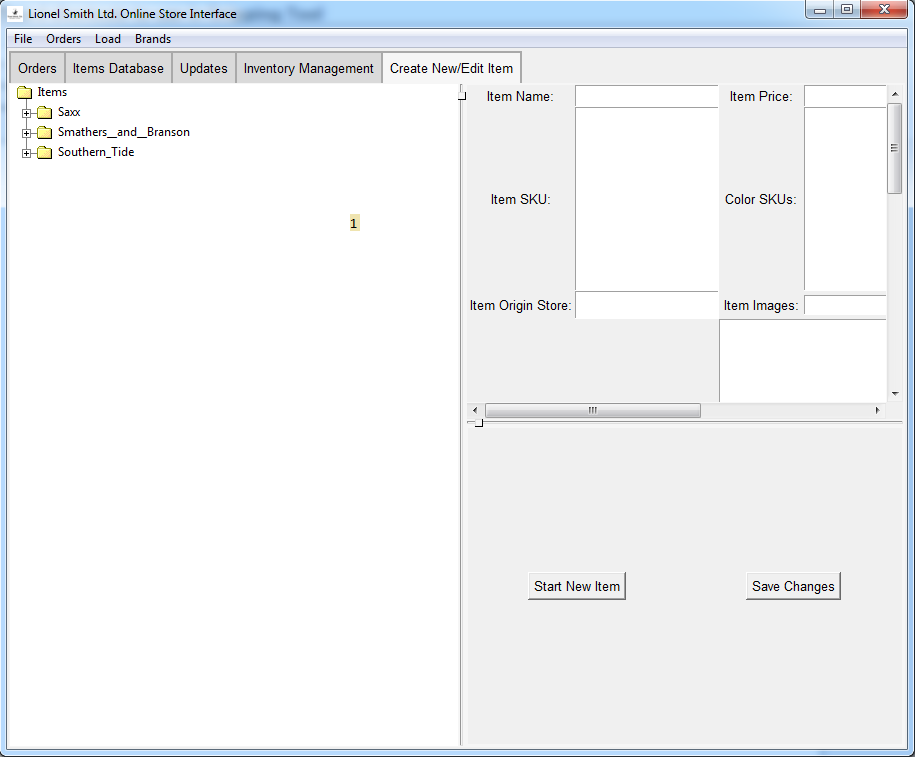 Lionel Smith Ltd. Online Store Interface
File Orders Load Brands
Orders Items Database Updates Inventory Management Create New/Edit Item
Items
Saxx
Smathers__and__Branson
Southern_Tide
1
Item Name: Item Price:
Item SKU: Color SKUs:
Item Origin Store: Item Images:
Start New Item Save Changes